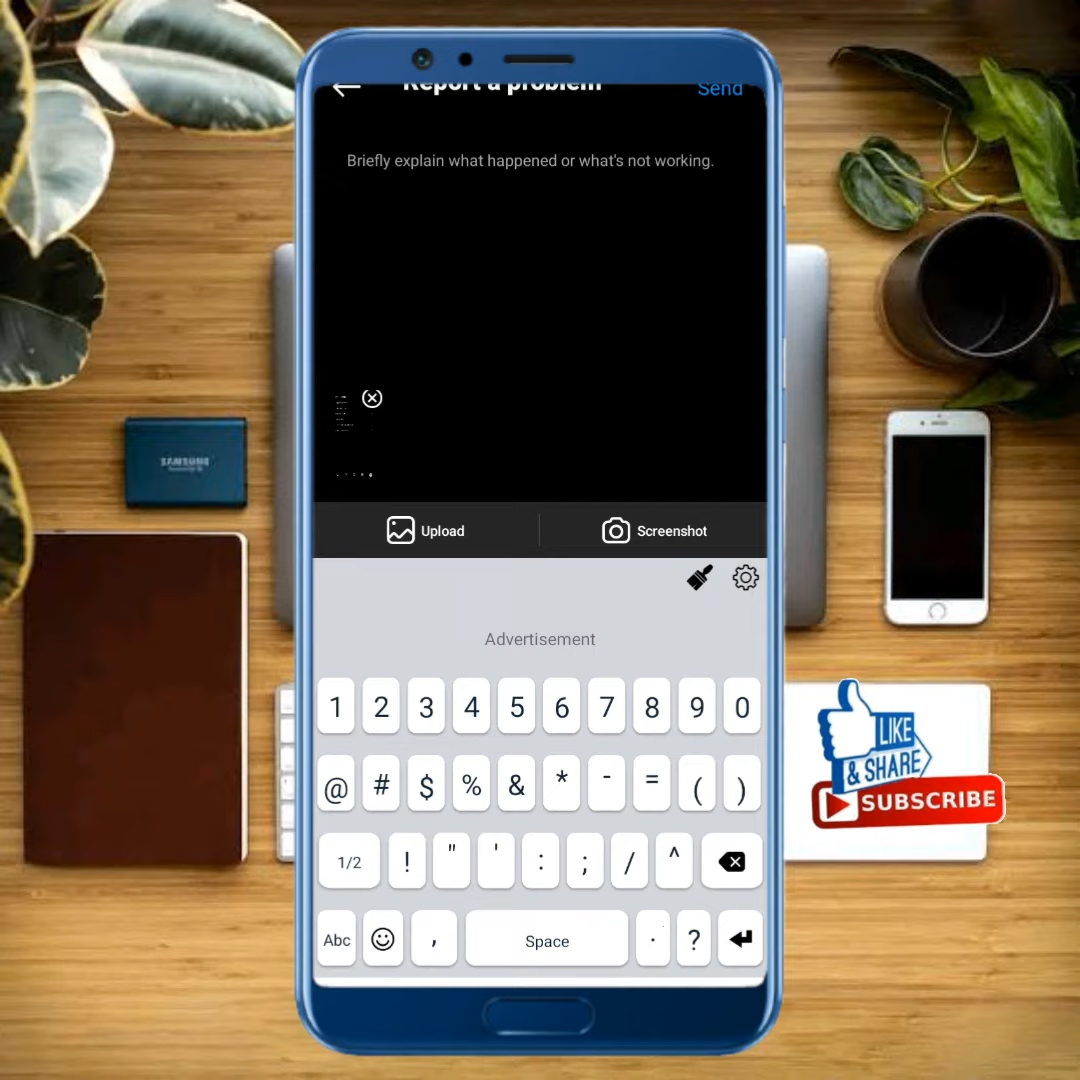 Report a problem
Send
Briefly explain what happened or what's not working.
Upload
Screenshot
Advertisement
1 2 3 4 5 6 7 8 9 0
@ # $ % & * - = ( )
1/2 ! " ' : ; / ^
Abc , Space . ?
SAMSUNG
LIKE
& SHARE
SUBSCRIBE